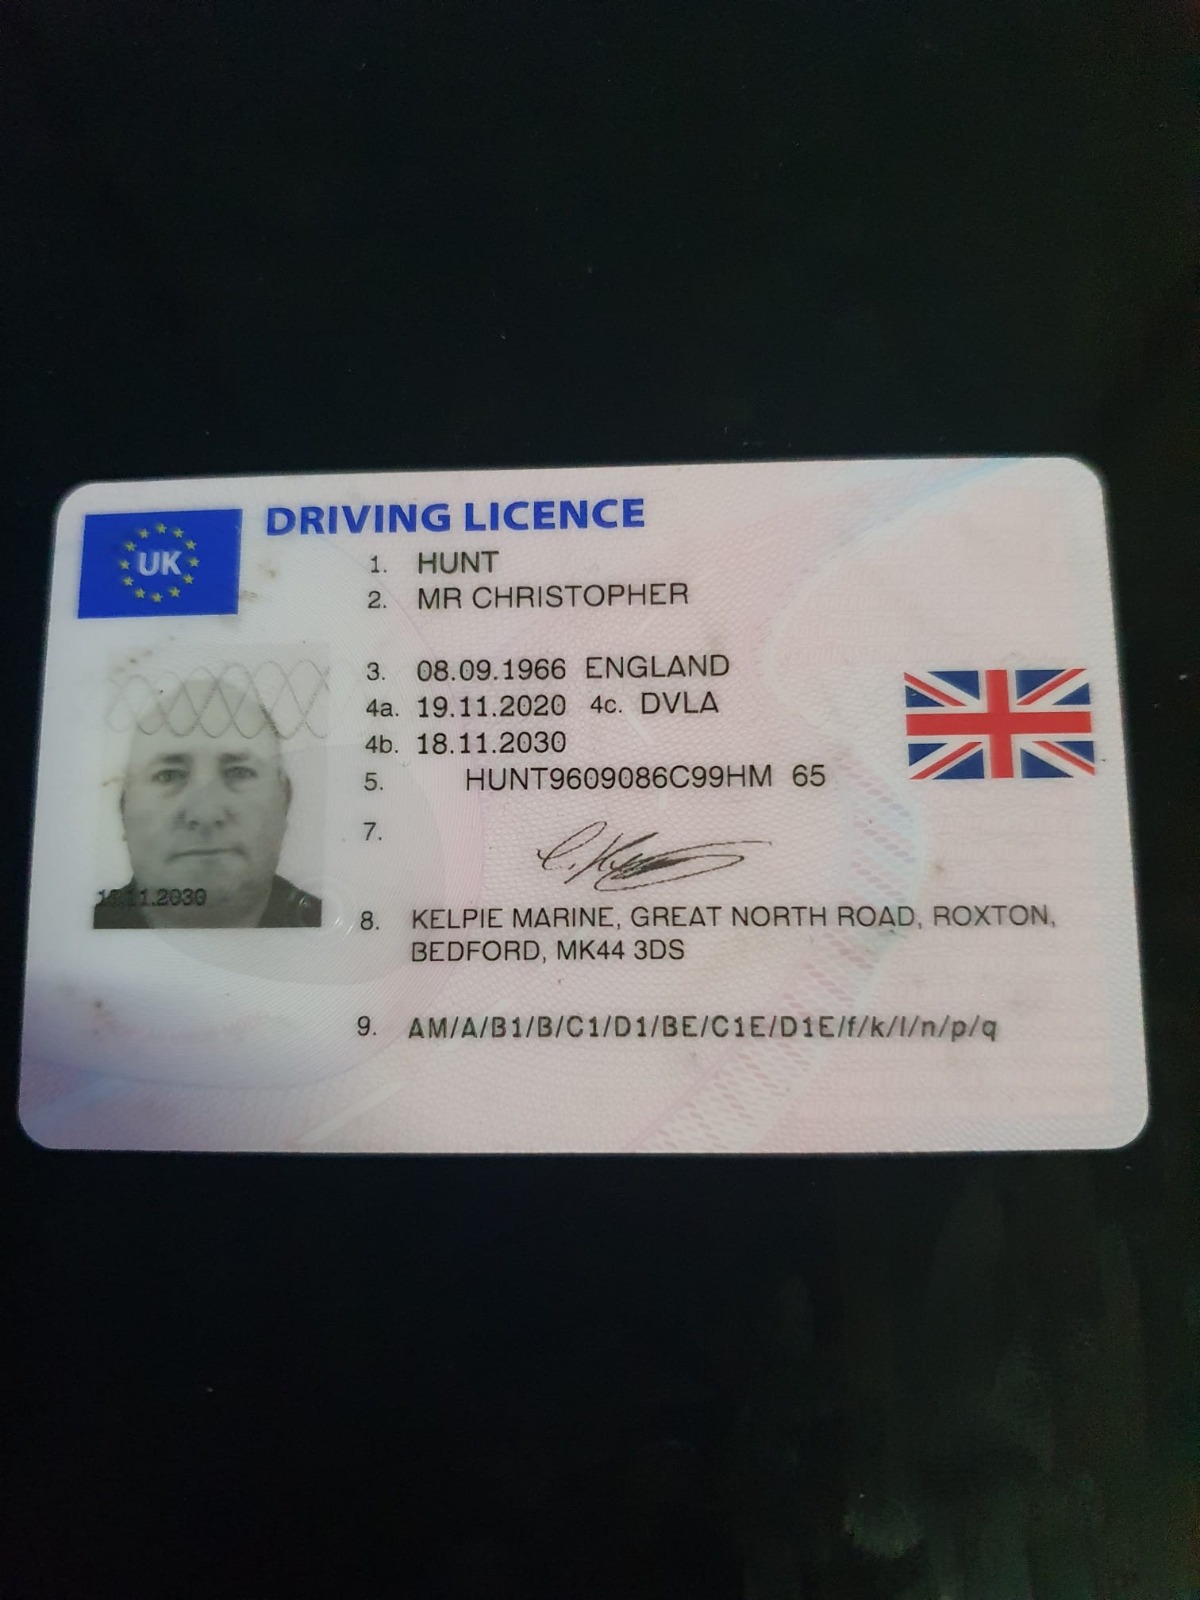 UK
DRIVING LICENCE
1. HUNT
2. MR CHRISTOPHER
3. 08.09.1966 ENGLAND
4a. 19.11.2020 4c. DVLA
4b. 18.11.2030
5. HUNT9609086C99HM 65
7.
18.11.2030
8. KELPIE MARINE, GREAT NORTH ROAD, ROXTON,
BEDFORD, MK44 3DS
9. AM/A/B1/B/C1/D1/BE/C1E/D1E/f/k/l/n/p/q